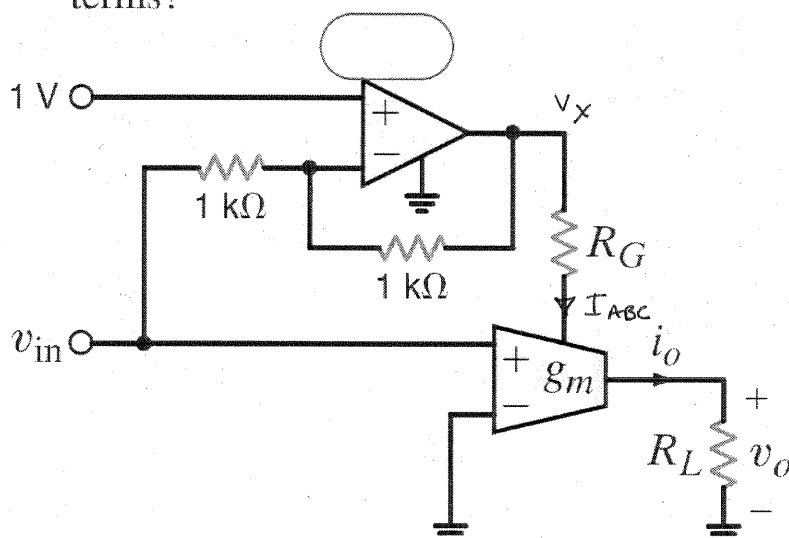 terms?
1 V
+
−
v_x
1 kΩ
1 kΩ
R_G
I_ABC
v_in
+
−
g_m
i_o
+
R_L
v_o
−